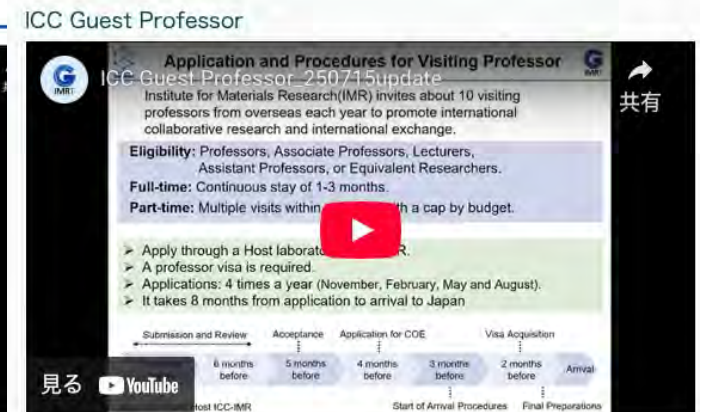 ICC Guest Professor
Application and Procedures for Visiting Professor
G
IMRT
ICC Guest Professor_250715update
共有
Institute for Materials Research(IMR) invites about 10 visiting
professors from overseas each year to promote international
collaborative research and international exchange.
Eligibility: Professors, Associate Professors, Lecturers,
Assistant Professors, or Equivalent Researchers.
Full-time: Continuous stay of 1-3 months.
Part-time: Multiple visits within a cap by budget.
➢ Apply through a Host
➢ A professor visa is required.
➢ Applications: 4 times a year (November, February, May and August).
➢ It takes 8 months from application to arrival to Japan
Submission and Review Acceptance Application for COE Visa Acquisition
6 months before 5 months before 4 months before 3 months before 2 months before Arrival
見る YouTube
Host ICC-IMR Start of Arrival Procedures Final Preparations